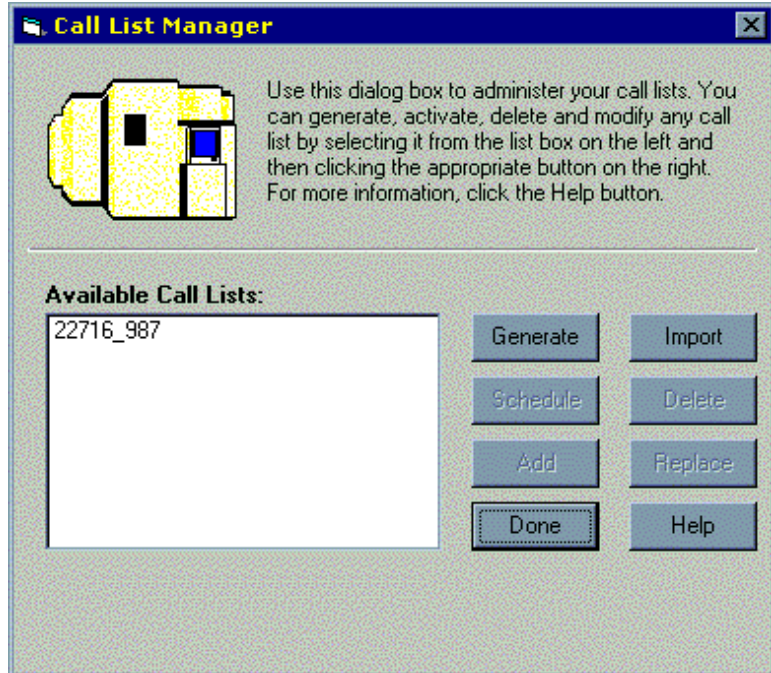 Call List Manager
Use this dialog box to administer your call lists. You
can generate, activate, delete and modify any call
list by selecting it from the list box on the left and
then clicking the appropriate button on the right.
For more information, click the Help button.
Available Call Lists:
22716_987
Generate
Import
Schedule
Delete
Add
Replace
Done
Help